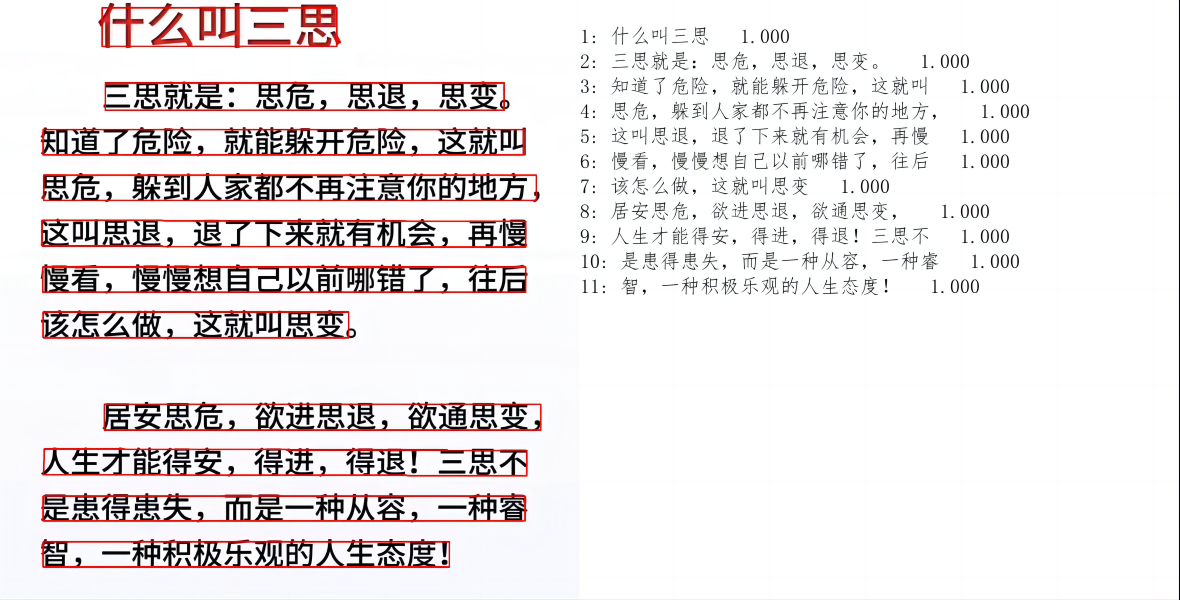 什么叫三思
三思就是：思危，思退，思变。
知道了危险，就能躲开危险，这就叫
思危，躲到人家都不再注意你的地方，
这叫思退，退了下来就有机会，再慢
慢看，慢慢想自己以前哪错了，往后
该怎么做，这就叫思变。
居安思危，欲进思退，欲通思变，
人生才能得安，得进，得退！三思不
是患得患失，而是一种从容，一种睿
智，一种积极乐观的人生态度！
1: 什么叫三思 1.000
2: 三思就是：思危，思退，思变。 1.000
3: 知道了危险，就能躲开危险，这就叫 1.000
4: 思危，躲到人家都不再注意你的地方， 1.000
5: 这叫思退，退了下来就有机会，再慢 1.000
6: 慢看，慢慢想自己以前哪错了，往后 1.000
7: 该怎么做，这就叫思变 1.000
8: 居安思危，欲进思退，欲通思变， 1.000
9: 人生才能得安，得进，得退！三思不 1.000
10: 是患得患失，而是一种从容，一种睿 1.000
11: 智，一种积极乐观的人生态度！ 1.000